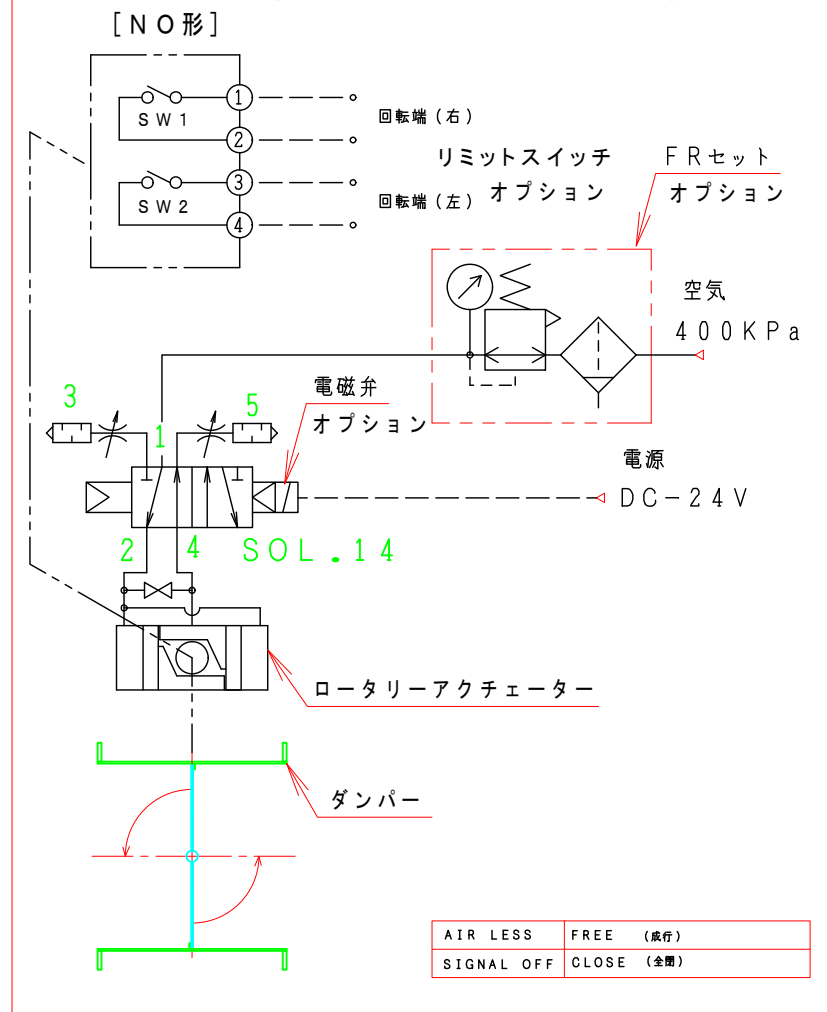 [NO形]
1
SW1
2
回転端(右)
リミットスイッチ
オプション
3
SW2
4
回転端(左)
FRセット
オプション
空気
400KPa
電磁弁
オプション
3
1
5
電源
DC-24V
2
4
SOL.14
ロータリーアクチェーター
ダンパー
AIR LESS FREE (成行)
SIGNAL OFF CLOSE (全閉)